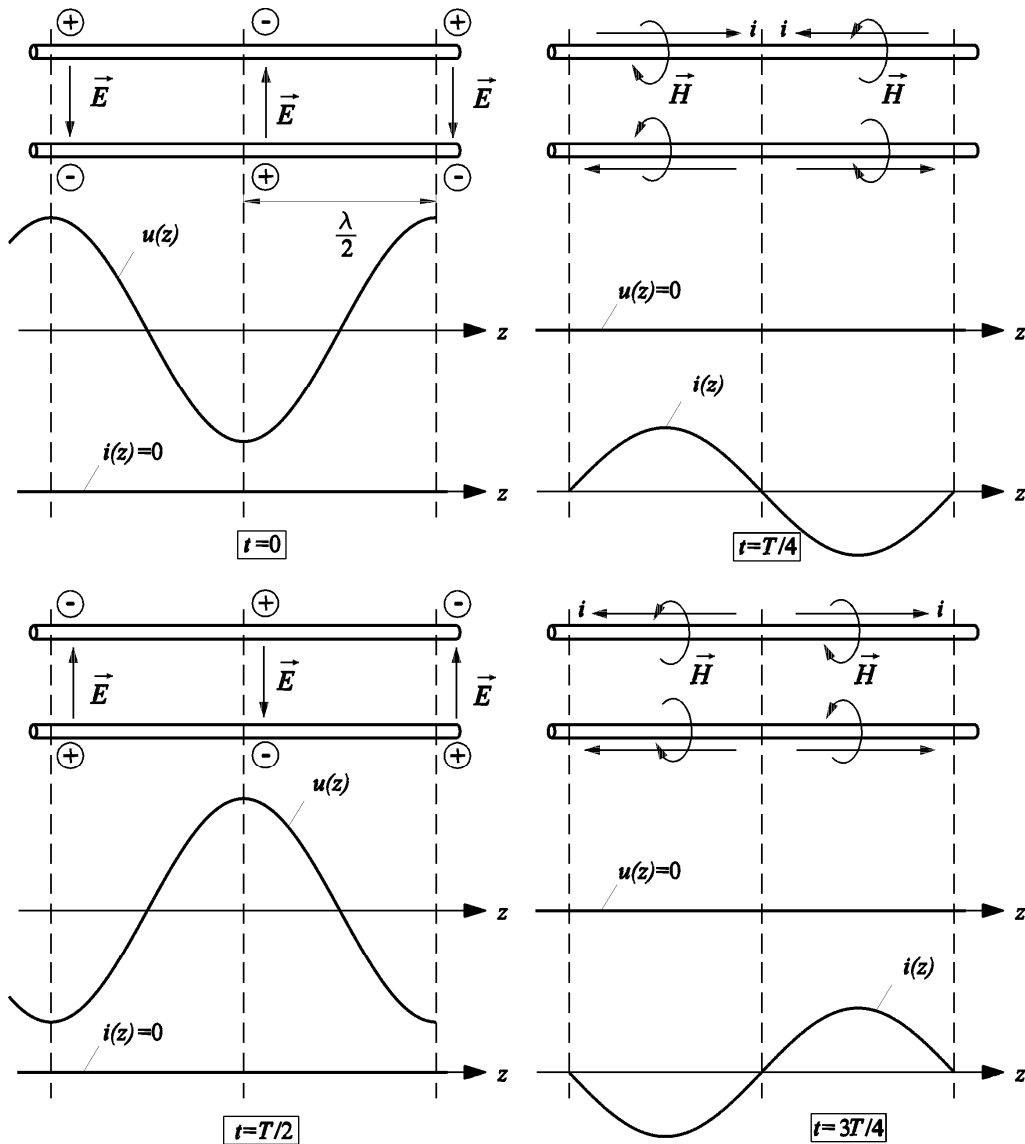 + - +
E⃗ E⃗ E⃗
- + -
λ/2
u(z)
z
i(z)=0
z
t=0
i i
H⃗ H⃗
u(z)=0
z
i(z)
z
t=T/4
- + -
E⃗ E⃗ E⃗
+ - +
u(z)
z
i(z)=0
z
t=T/2
i i
H⃗ H⃗
u(z)=0
z
i(z)
z
t=3T/4